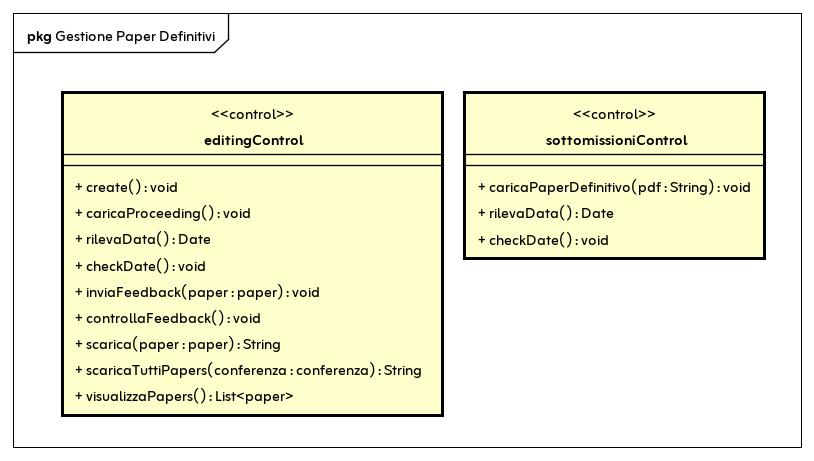 pkg Gestione Paper Definitivi
<<control>>
editingControl
+ create() : void
+ caricaProceeding() : void
+ rilevaData() : Date
+ checkDate() : void
+ inviaFeedback(paper : paper) : void
+ controllaFeedback() : void
+ scarica(paper : paper) : String
+ scaricaTuttiPapers(conferenza : conferenza) : String
+ visualizzaPapers() : List<paper>
<<control>>
sottomissioniControl
+ caricaPaperDefinitivo(pdf : String) : void
+ rilevaData() : Date
+ checkDate() : void